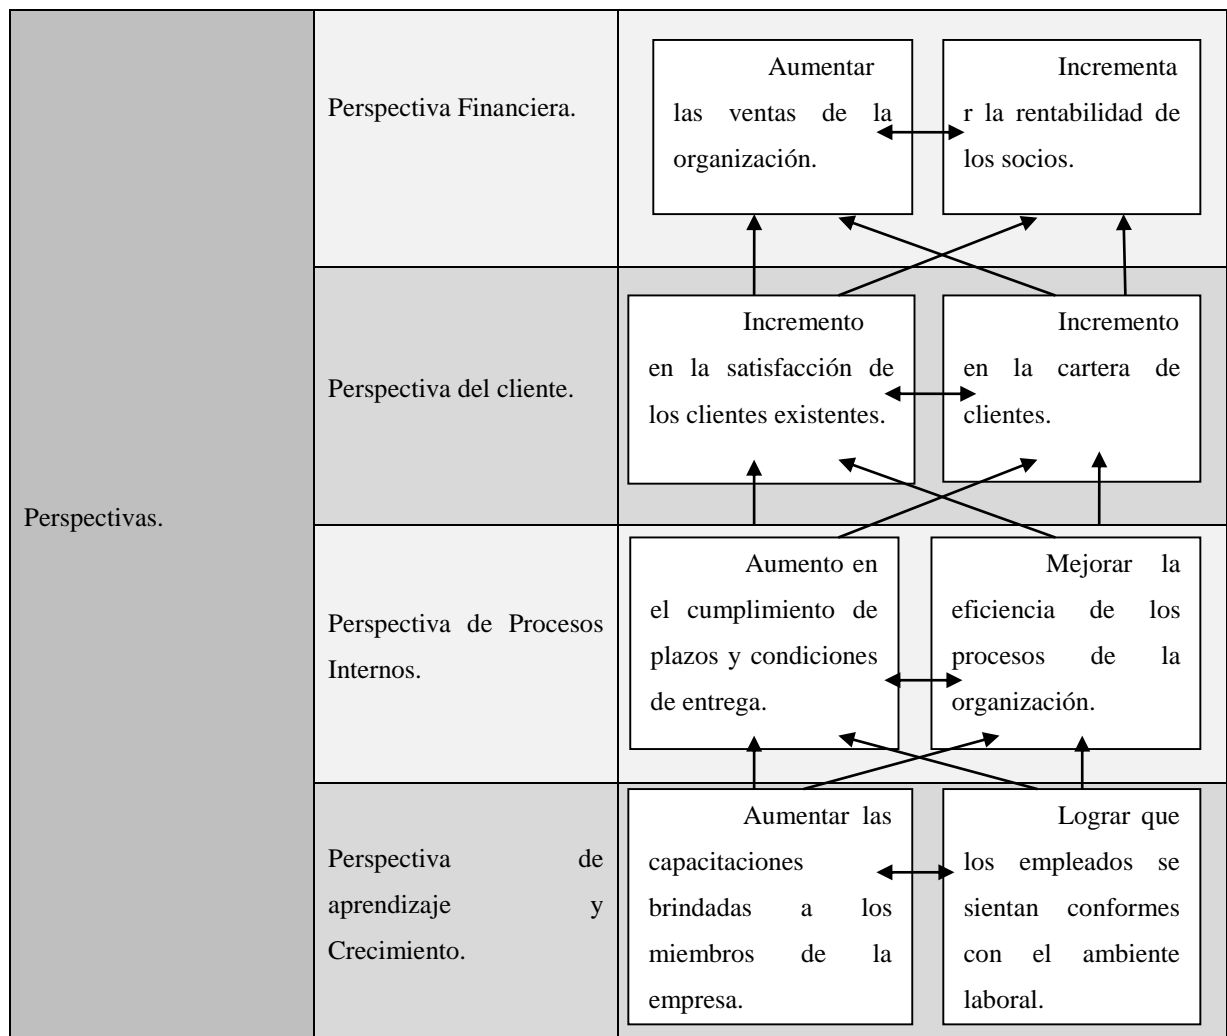 Perspectivas.
Perspectiva Financiera.
Aumentar
las ventas de la
organización.
Incrementa
r la rentabilidad de
los socios.
Perspectiva del cliente.
Incremento
en la satisfacción de
los clientes existentes.
Incremento
en la cartera de
clientes.
Perspectiva de Procesos
Internos.
Aumento en
el cumplimiento de
plazos y condiciones
de entrega.
Mejorar la
eficiencia de los
procesos de la
organización.
Perspectiva de
aprendizaje y
Crecimiento.
Aumentar las
capacitaciones
brindadas a los
miembros de la
empresa.
Lograr que
los empleados se
sientan conformes
con el ambiente
laboral.